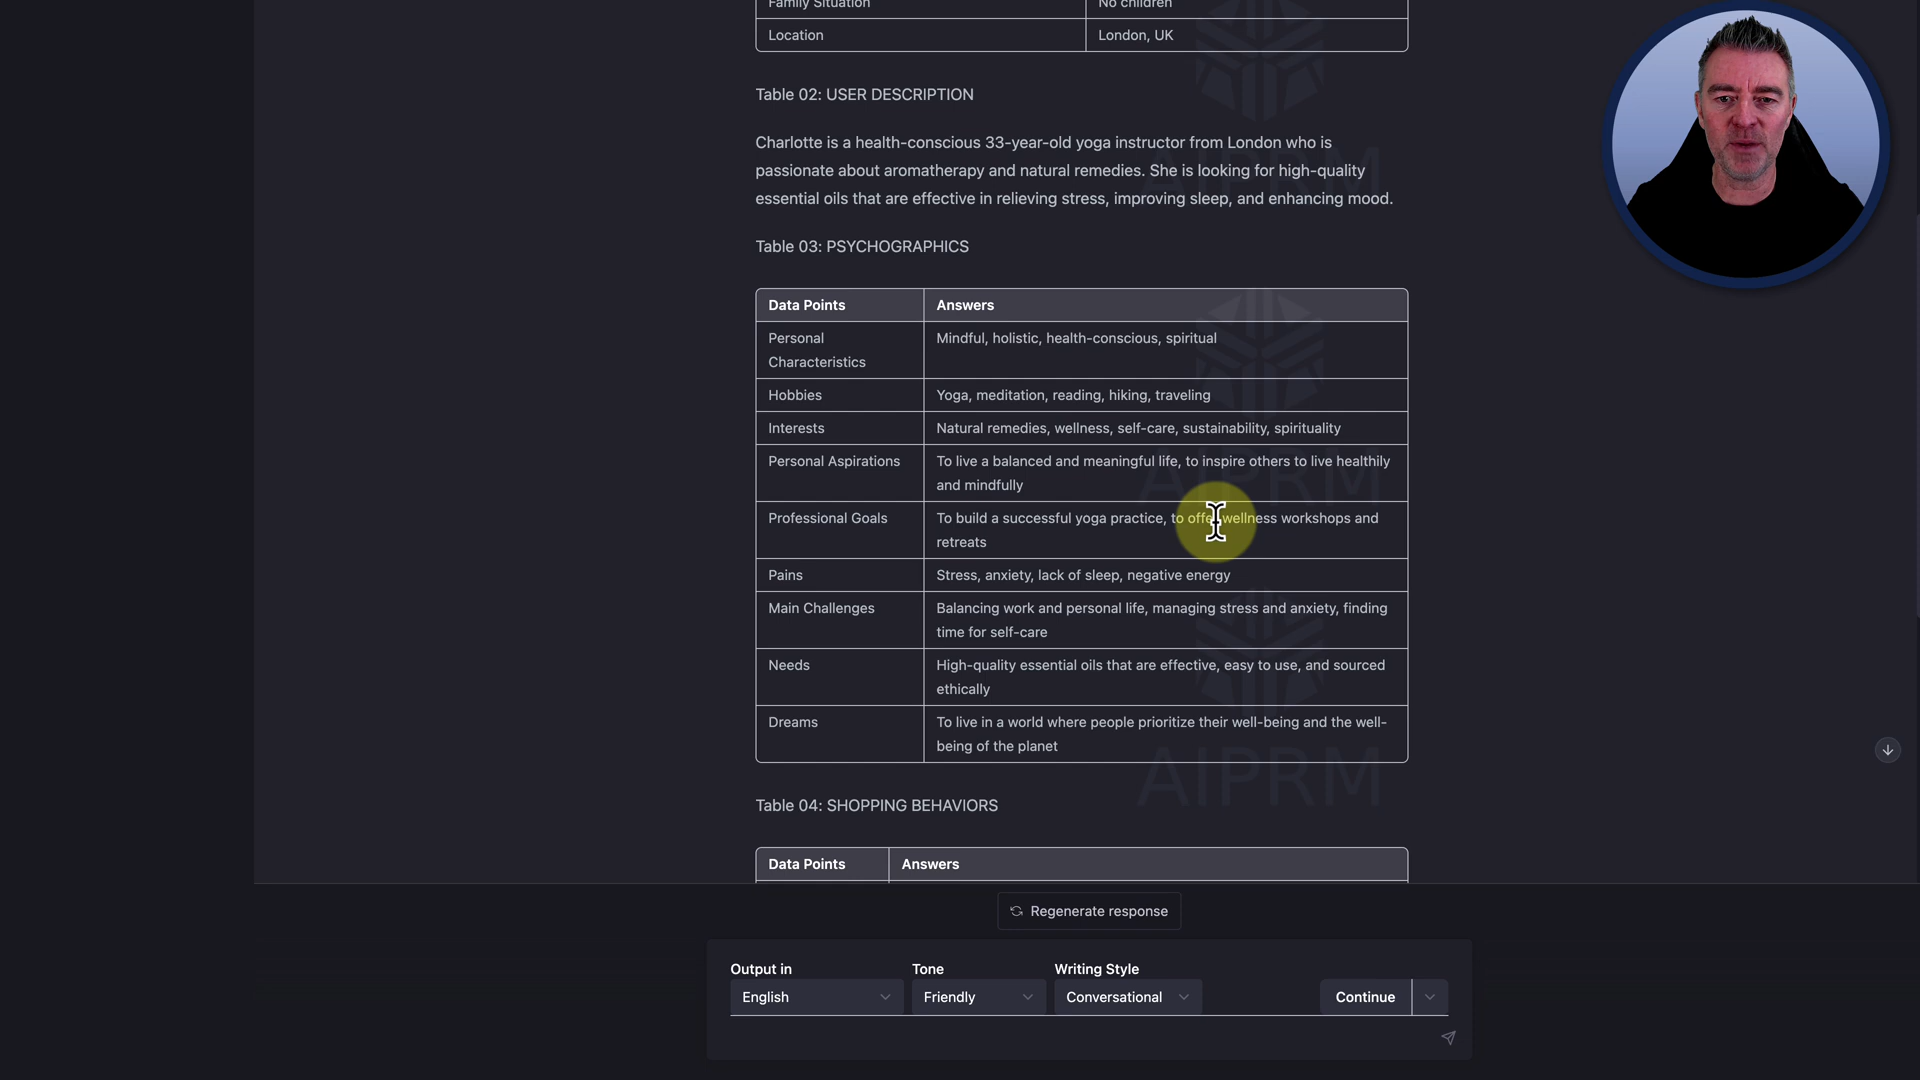 Family Situation No children
Location London, UK
Table 02: USER DESCRIPTION
Charlotte is a health-conscious 33-year-old yoga instructor from London who is
passionate about aromatherapy and natural remedies. She is looking for high-quality
essential oils that are effective in relieving stress, improving sleep, and enhancing mood.
Table 03: PSYCHOGRAPHICS
Data Points Answers
Personal Mindful, holistic, health-conscious, spiritual
Characteristics
Hobbies Yoga, meditation, reading, hiking, traveling
Interests Natural remedies, wellness, self-care, sustainability, spirituality
Personal Aspirations To live a balanced and meaningful life, to inspire others to live healthily
and mindfully
Professional Goals To build a successful yoga practice, to offer wellness workshops and
retreats
Pains Stress, anxiety, lack of sleep, negative energy
Main Challenges Balancing work and personal life, managing stress and anxiety, finding
time for self-care
Needs High-quality essential oils that are effective, easy to use, and sourced
ethically
Dreams To live in a world where people prioritize their well-being and the well-
being of the planet
Table 04: SHOPPING BEHAVIORS
Data Points Answers
AIPRM
AIPRM
AIPRM
Regenerate response
Output in Tone Writing Style
English Friendly Conversational Continue